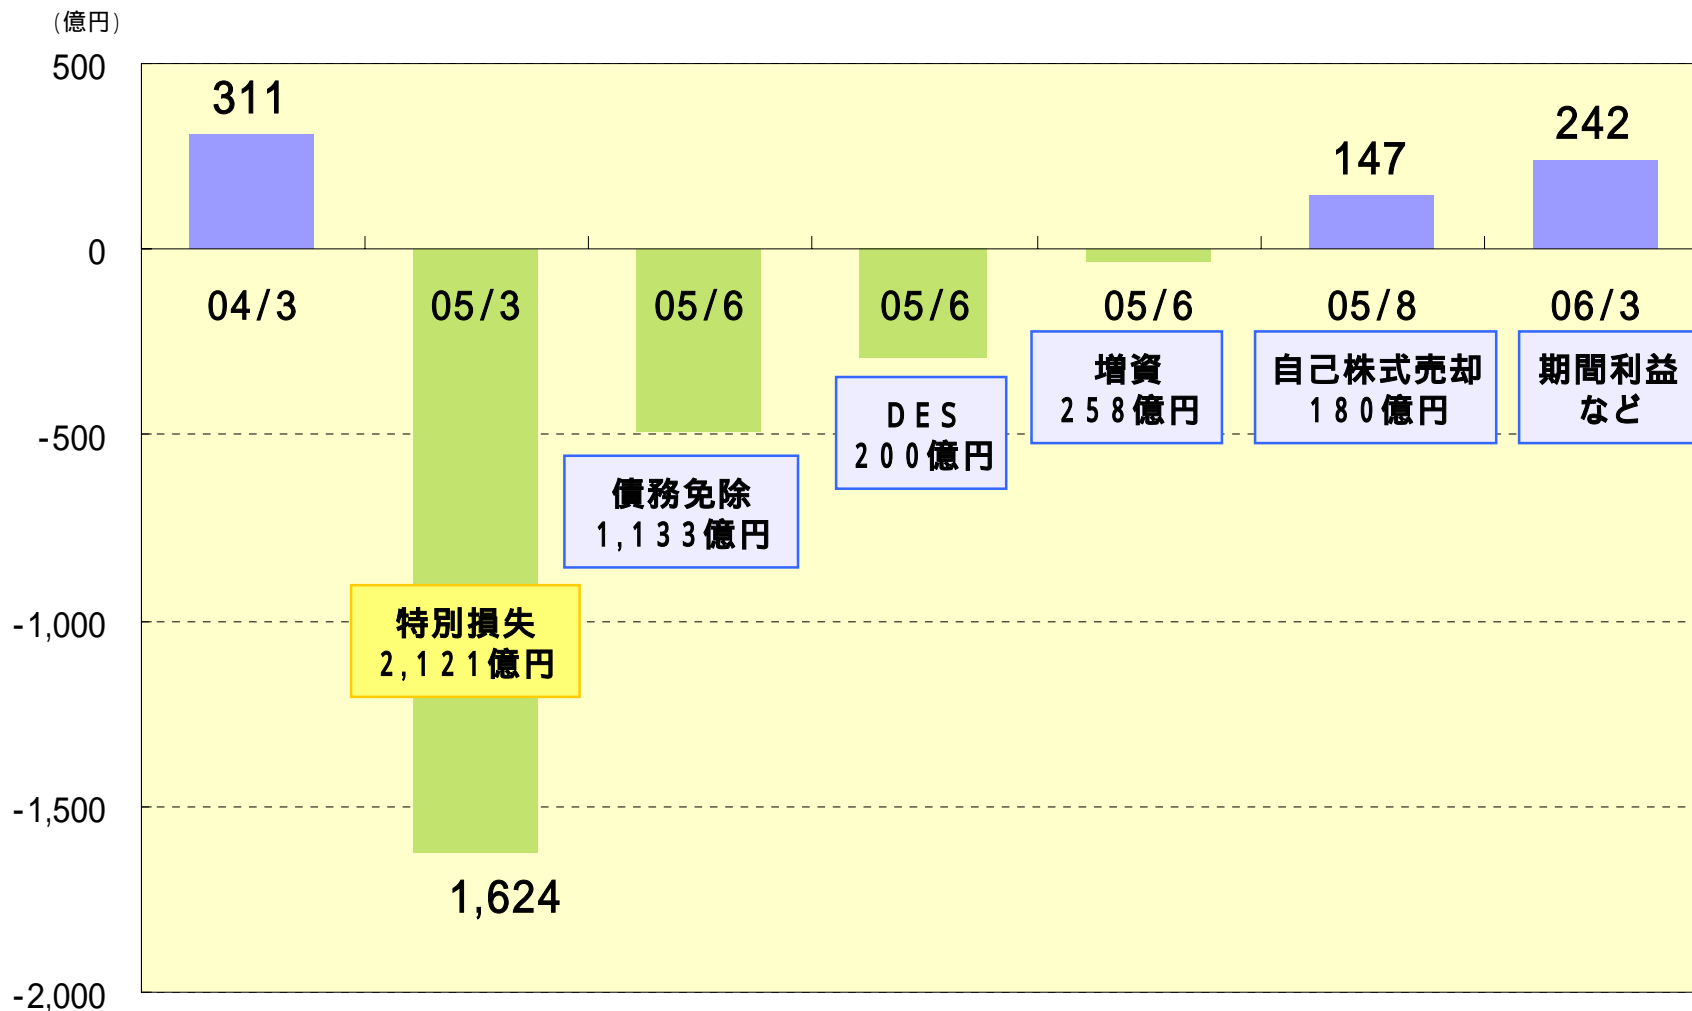 (億円)
500
311
242
147
0
04/3
05/3
05/6
05/6
05/6
05/8
06/3
増資
258億円
自己株式売却
180億円
期間利益
など
DES
200億円
-500
債務免除
1,133億円
特別損失
2,121億円
-1,000
-1,500
1,624
-2,000